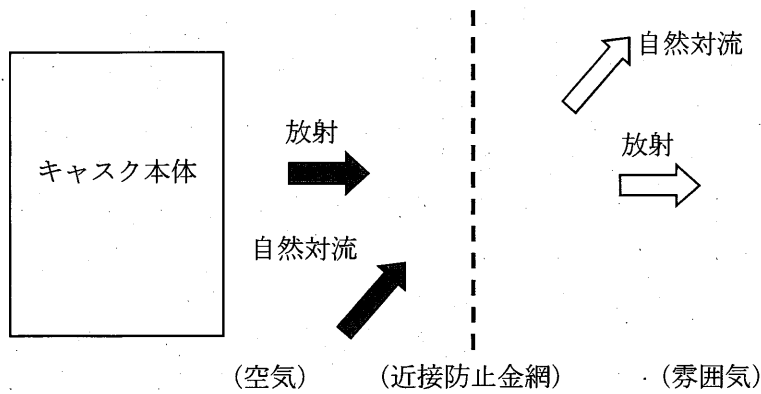 自然対流
放射
放射
キャスク本体
自然対流
(空気)
(近接防止金網)
(雰囲気)